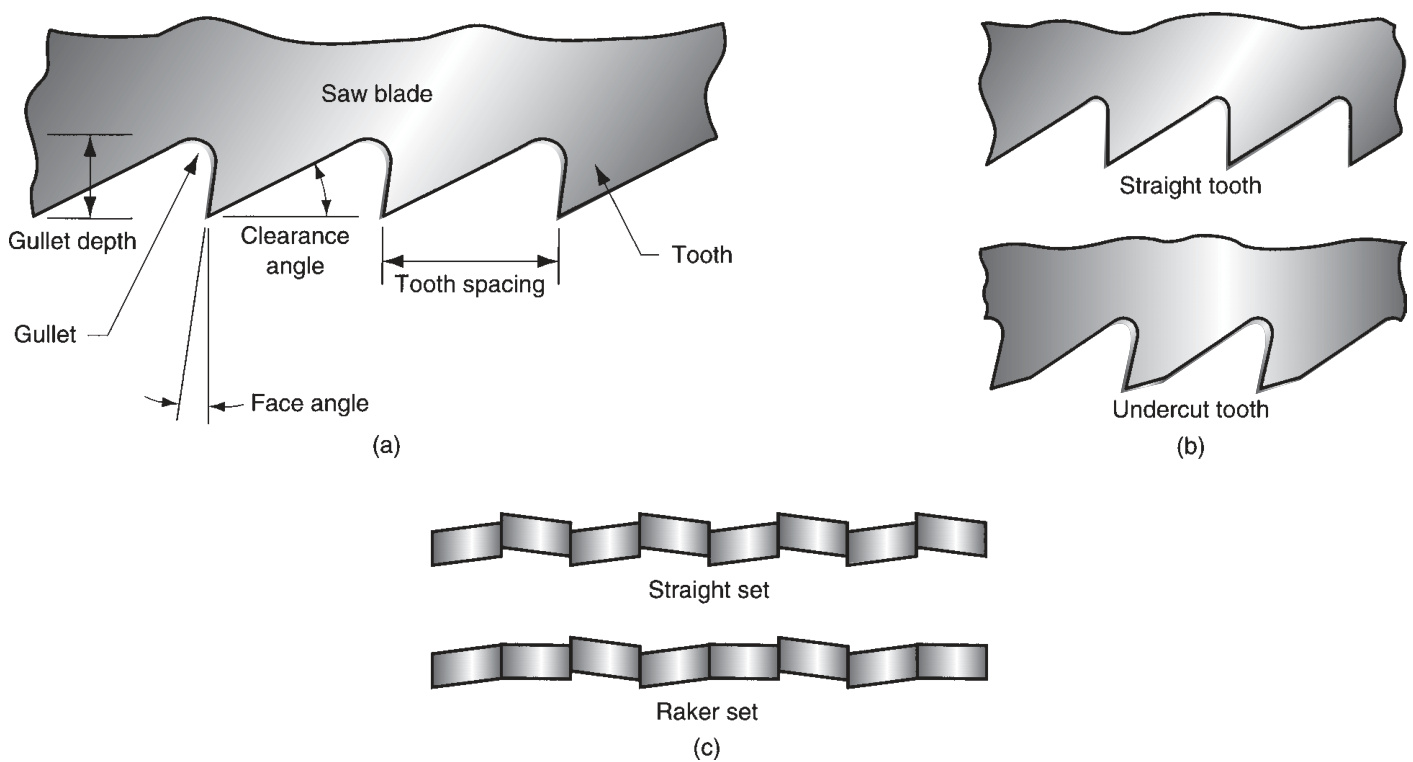 Saw blade
Gullet depth
Clearance
angle
Tooth spacing
Tooth
Gullet
Face angle
(a)
Straight tooth
Undercut tooth
(b)
Straight set
Raker set
(c)